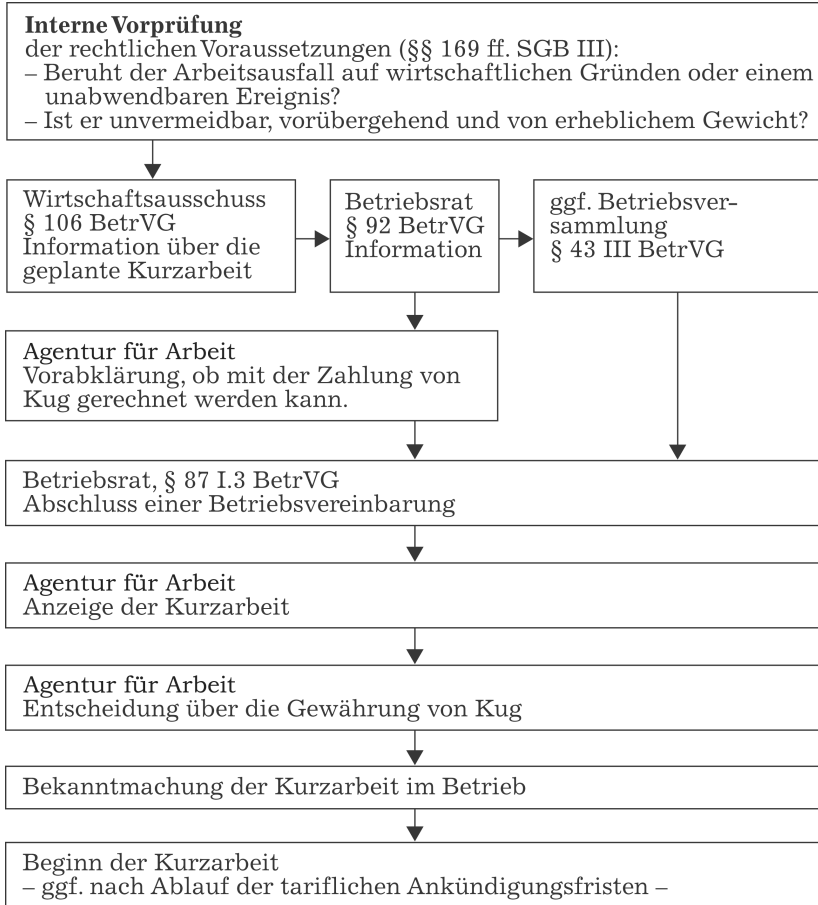 Interne Vorprüfung
der rechtlichen Voraussetzungen (§§ 169 ff. SGB III):
– Beruht der Arbeitsausfall auf wirtschaftlichen Gründen oder einem
unabwendbaren Ereignis?
– Ist er unvermeidbar, vorübergehend und von erheblichem Gewicht?
Wirtschaftsausschuss
§ 106 BetrVG
Information über die
geplante Kurzarbeit
Betriebsrat
§ 92 BetrVG
Information
ggf. Betriebsver-
sammlung
§ 43 III BetrVG
Agentur für Arbeit
Vorabklärung, ob mit der Zahlung von
Kug gerechnet werden kann.
Betriebsrat, § 87 I.3 BetrVG
Abschluss einer Betriebsvereinbarung
Agentur für Arbeit
Anzeige der Kurzarbeit
Agentur für Arbeit
Entscheidung über die Gewährung von Kug
Bekanntmachung der Kurzarbeit im Betrieb
Beginn der Kurzarbeit
– ggf. nach Ablauf der tariflichen Ankündigungsfristen –